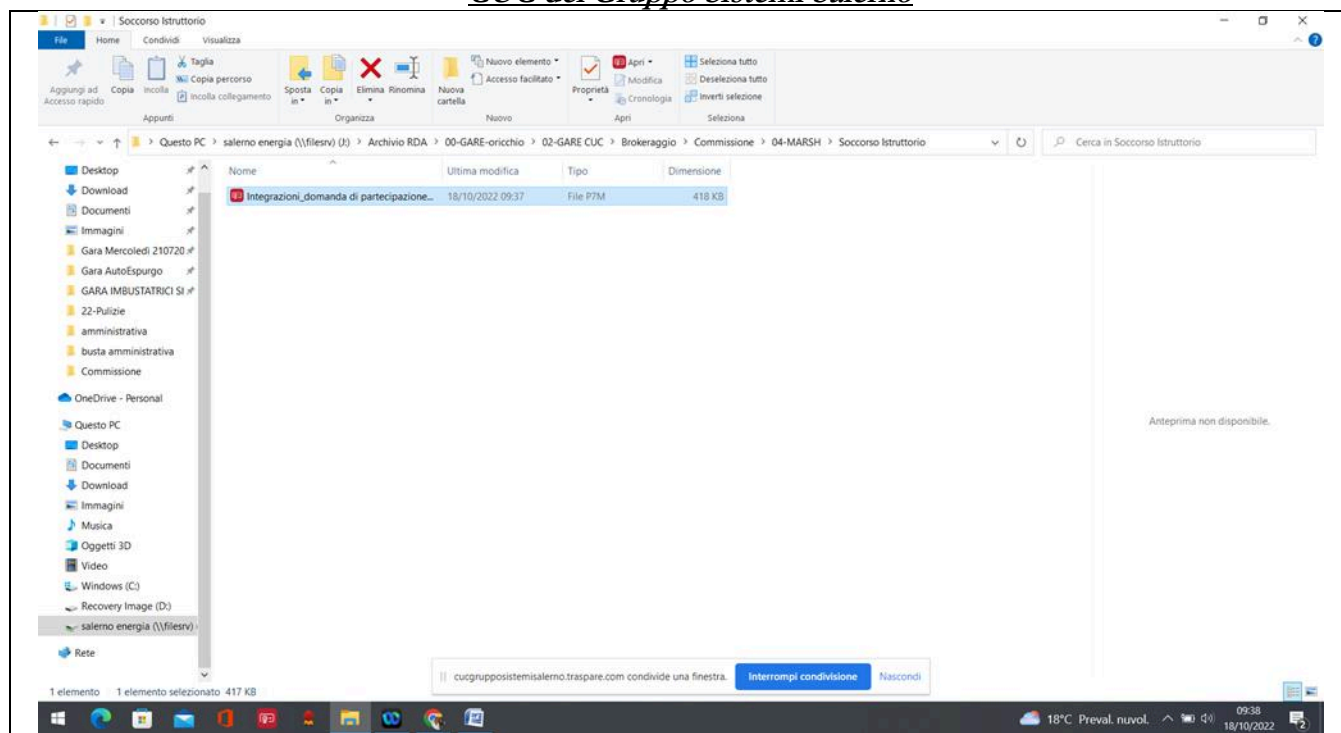 CUC del Gruppo Sistemi Salerno
Soccorso Istruttorio
File Home Condividi Visualizza
Aggiungi ad Accesso rapido
Copia
Incolla
Taglia
Copia percorso
Incolla collegamento
Appunti
Sposta in
Copia in
Elimina
Rinomina
Organizza
Nuova cartella
Nuovo elemento
Accesso facilitato
Nuovo
Proprietà
Apri
Modifica
Cronologia
Apri
Seleziona tutto
Deseleziona tutto
Inverti selezione
Seleziona
> Questo PC > salerno energia (\\filesrv) (J:) > Archivio RDA > 00-GARE-oricchio > 02-GARE CUC > Brokeraggio > Commissione > 04-MARSH > Soccorso Istruttorio
Cerca in Soccorso Istruttorio
Nome Ultima modifica Tipo Dimensione
Integrazioni_domanda di partecipazione... 18/10/2022 09:37 File P7M 418 KB
Desktop
Download
Documenti
Immagini
Gara Mercoledì 210720
Gara AutoEspurgo
GARA IMBUSTATRICI SI
22-Pulizie
amministrativa
busta amministrativa
Commissione
OneDrive - Personal
Questo PC
Desktop
Documenti
Download
Immagini
Musica
Oggetti 3D
Video
Windows (C:)
Recovery Image (D:)
salerno energia (\\filesrv)
Rete
Anteprima non disponibile.
cucgrupposistemisalerno.traspare.com condivide una finestra. Interrompi condivisione Nascondi
1 elemento 1 elemento selezionato 417 KB
18°C Preval. nuvol.
09:38
18/10/2022
2